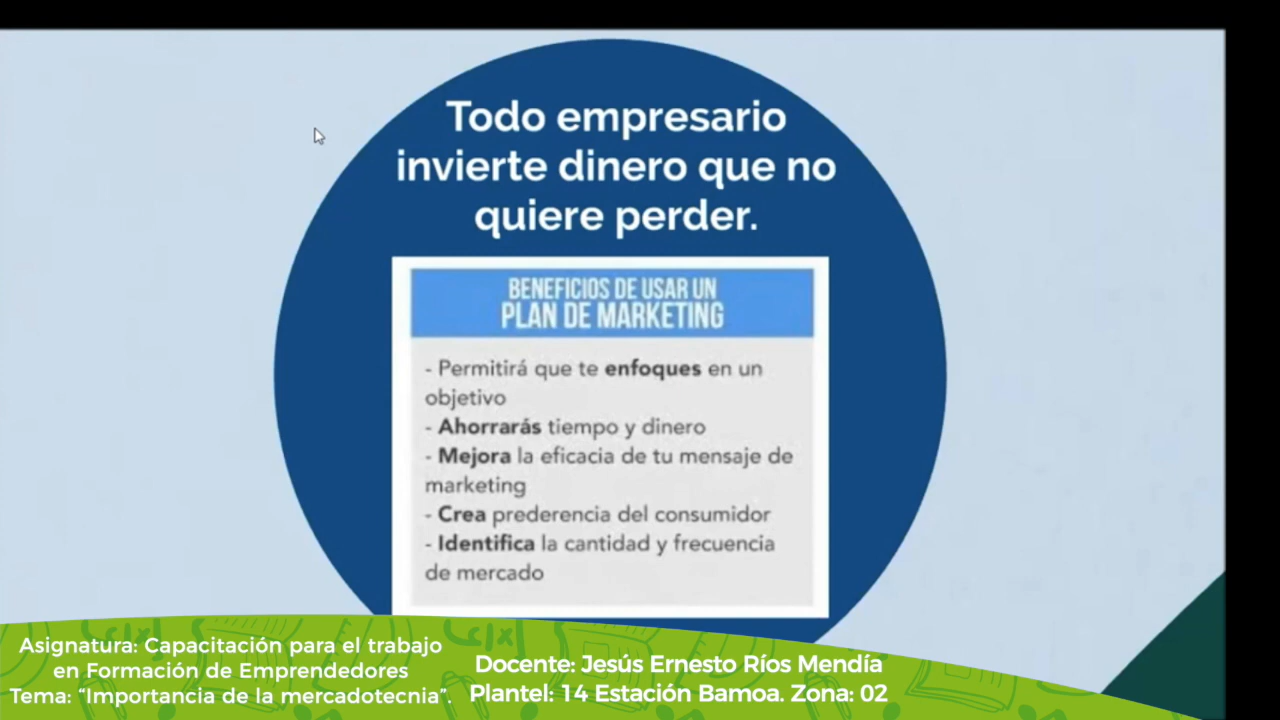 Todo empresario
invierte dinero que no
quiere perder.
BENEFICIOS DE USAR UN
PLAN DE MARKETING
- Permitirá que te enfoques en un
objetivo
- Ahorrarás tiempo y dinero
- Mejora la eficacia de tu mensaje de
marketing
- Crea prederencia del consumidor
- Identifica la cantidad y frecuencia
de mercado
Asignatura: Capacitación para el trabajo
en Formación de Emprendedores
Tema: “Importancia de la mercadotecnia”.
Docente: Jesús Ernesto Ríos Mendía
Plantel: 14 Estación Bamoa. Zona: 02